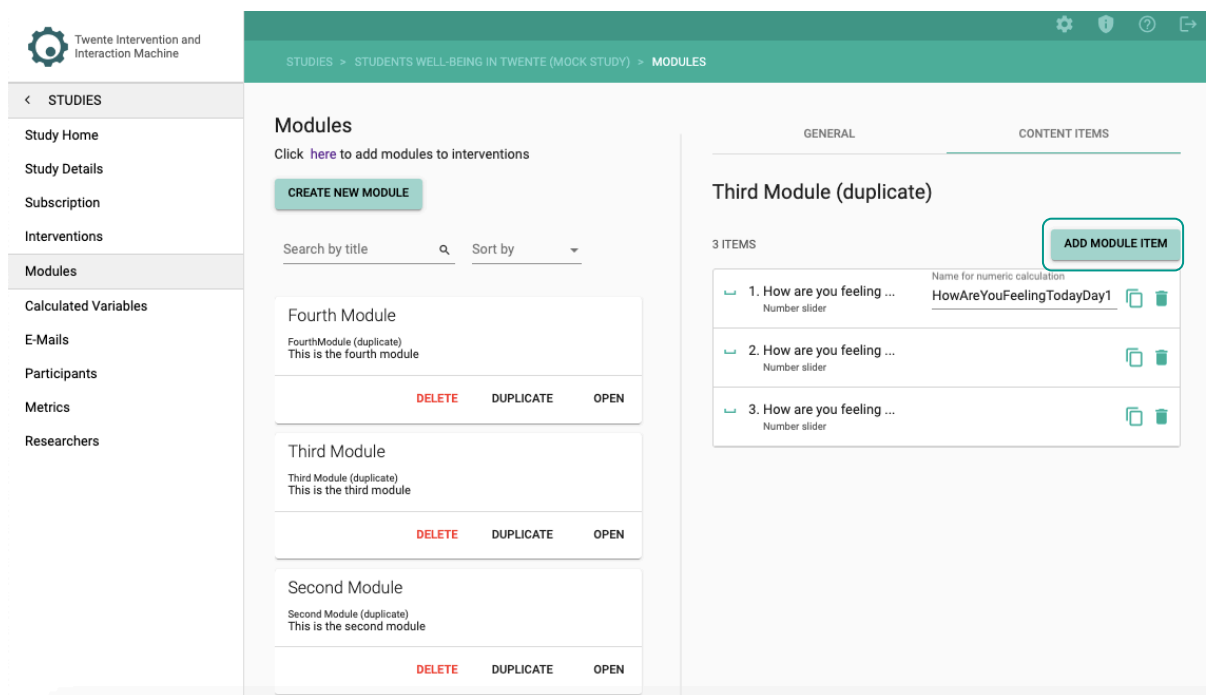 Twente Intervention and
Interaction Machine
STUDIES > STUDENTS WELL-BEING IN TWENTE (MOCK STUDY) > MODULES
< STUDIES
Study Home
Study Details
Subscription
Interventions
Modules
Calculated Variables
E-Mails
Participants
Metrics
Researchers
Modules
Click here to add modules to interventions
CREATE NEW MODULE
Search by title
Sort by
Fourth Module
FourthModule (duplicate)
This is the fourth module
DELETE DUPLICATE OPEN
Third Module
Third Module (duplicate)
This is the third module
DELETE DUPLICATE OPEN
Second Module
Second Module (duplicate)
This is the second module
DELETE DUPLICATE OPEN
GENERAL CONTENT ITEMS
Third Module (duplicate)
3 ITEMS
ADD MODULE ITEM
1. How are you feeling ...
Number slider
Name for numeric calculation
HowAreYouFeelingTodayDay1
2. How are you feeling ...
Number slider
3. How are you feeling ...
Number slider